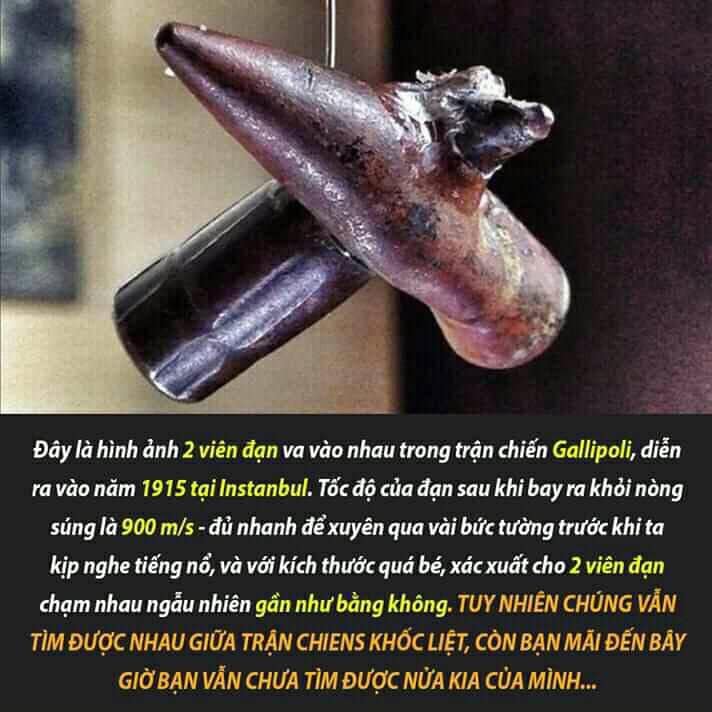 Đây là hình ảnh 2 viên đạn va vào nhau trong trận chiến Gallipoli, diễn
ra vào năm 1915 tại Instanbul. Tốc độ của đạn sau khi bay ra khỏi nòng
súng là 900 m/s - đủ nhanh để xuyên qua vài bức tường trước khi ta
kịp nghe tiếng nổ, và với kích thước quá bé, xác xuất cho 2 viên đạn
chạm nhau ngẫu nhiên gần như bằng không. TUY NHIÊN CHÚNG VẪN
TÌM ĐƯỢC NHAU GIỮA TRẬN CHIENS KHỐC LIỆT, CÒN BẠN MÃI ĐẾN BÂY
GIỜ BẠN VẪN CHƯA TÌM ĐƯỢC NỬA KIA CỦA MÌNH...